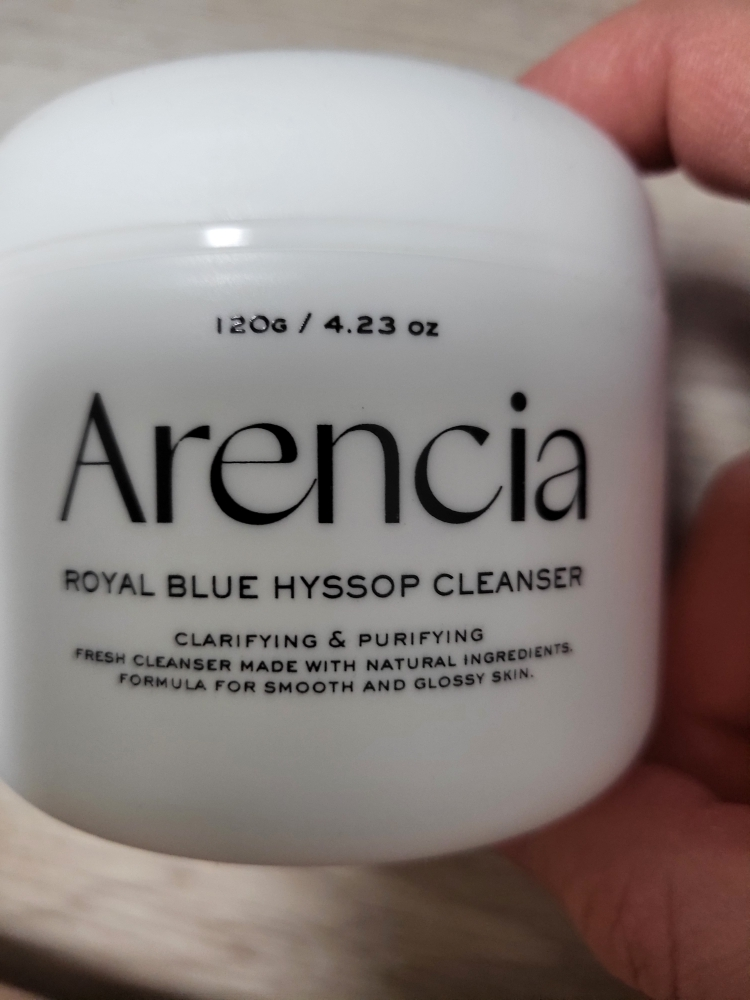 120G / 4.23 oz
Arencia
ROYAL BLUE HYSSOP CLEANSER
CLARIFYING & PURIFYING
FRESH CLEANSER MADE WITH NATURAL INGREDIENTS.
FORMULA FOR SMOOTH AND GLOSSY SKIN.